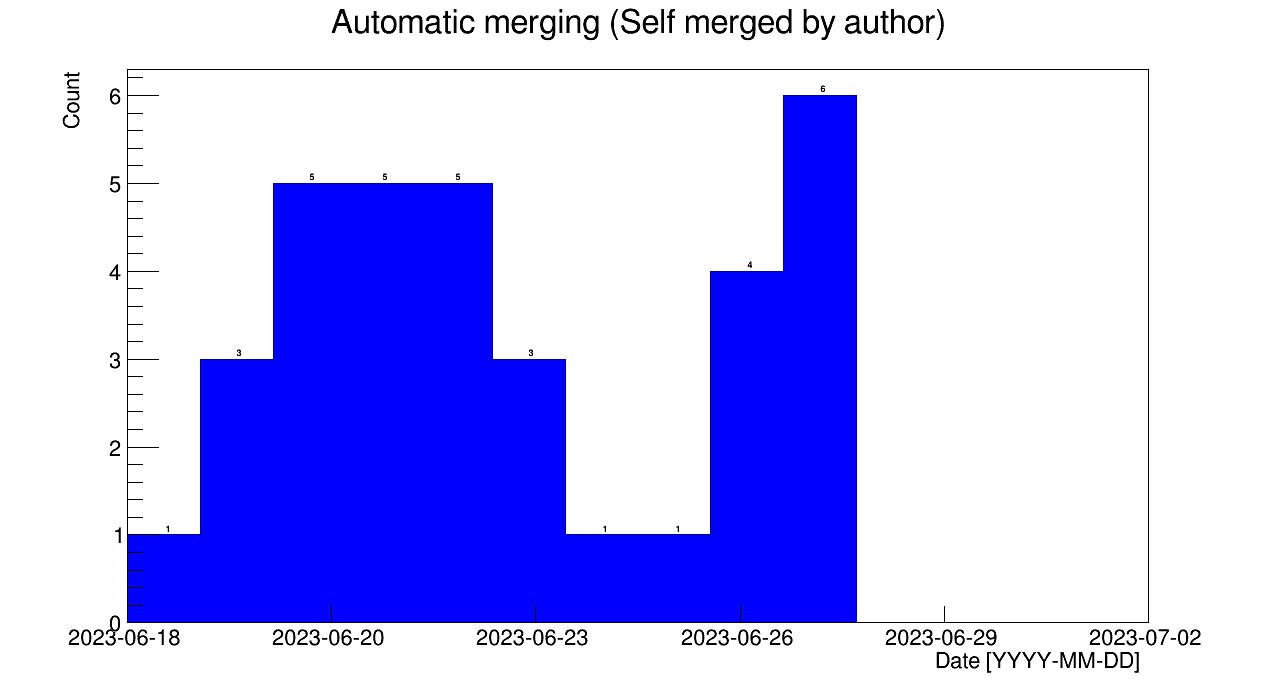 Automatic merging (Self merged by author)
Count
6
6
5
5 5 5
4
4
3
3 3
2
1
1 1 1
0
2023-06-18 2023-06-20 2023-06-23 2023-06-26 2023-06-29 2023-07-02
Date [YYYY-MM-DD]